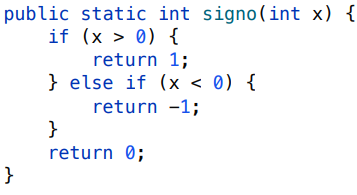 public static int signo(int x) {
    if (x > 0) {
        return 1;
    } else if (x < 0) {
        return -1;
    }
    return 0;
}